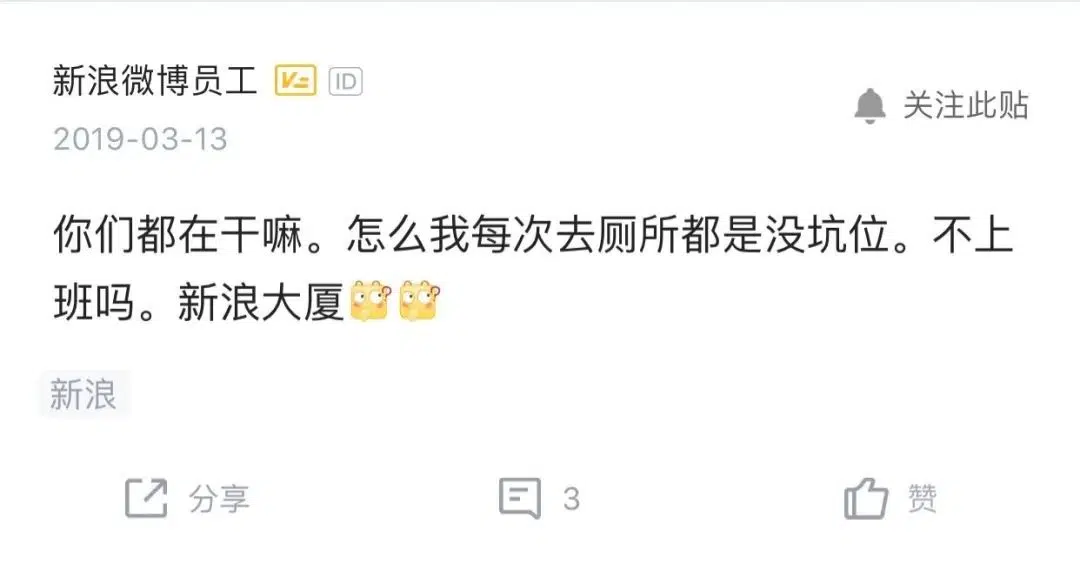 新浪微博员工 V= ID
关注此贴
2019-03-13
你们都在干嘛。怎么我每次去厕所都是没坑位。不上
班吗。新浪大厦
新浪
分享 3 赞